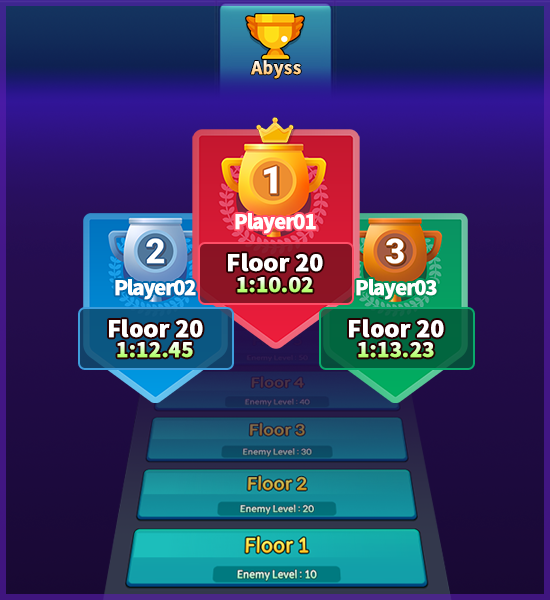 Abyss
1
Player01
Floor 20
1:10.02
2
Player02
Floor 20
1:12.45
3
Player03
Floor 20
1:13.23
Floor 4
Enemy Level : 40
Floor 3
Enemy Level : 30
Floor 2
Enemy Level : 20
Floor 1
Enemy Level : 10